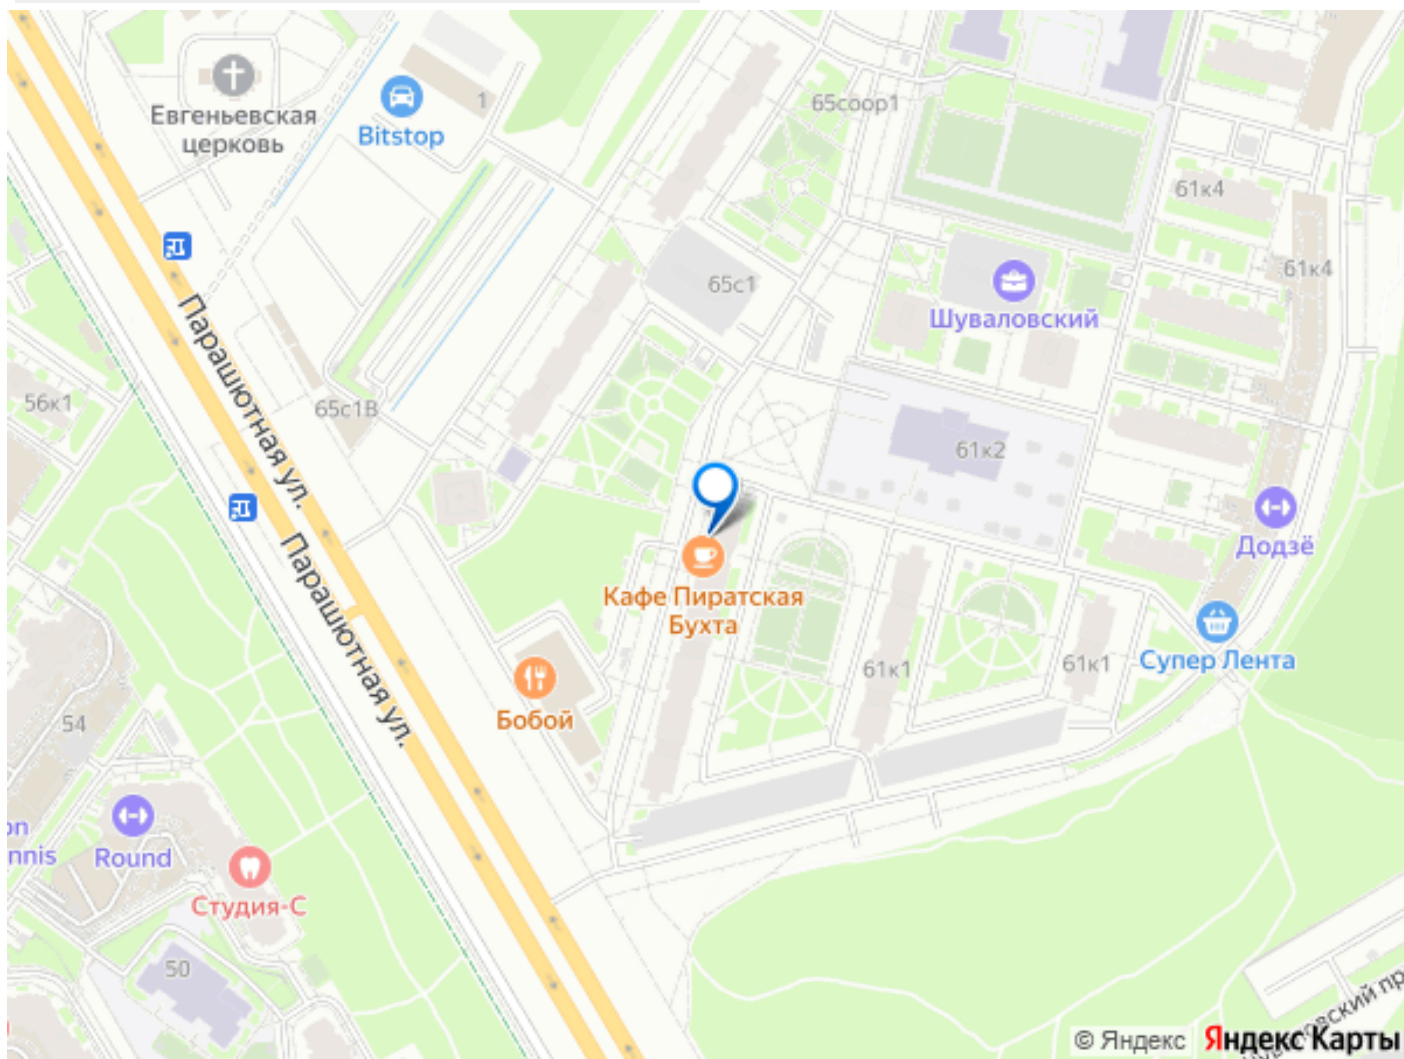 65соор1
Евгеньевская
церковь
1
Bitstop
61к4
65с1
61к4
Шуваловский
Парашютная ул.
56к1
65с1В
61к2
Парашютная ул.
Додзё
Кафе Пиратская
Бухта
61к1
61к1
Супер Лента
Бобой
54
Round
nnis
Студия-С
50
© Яндекс Яндекс Карты